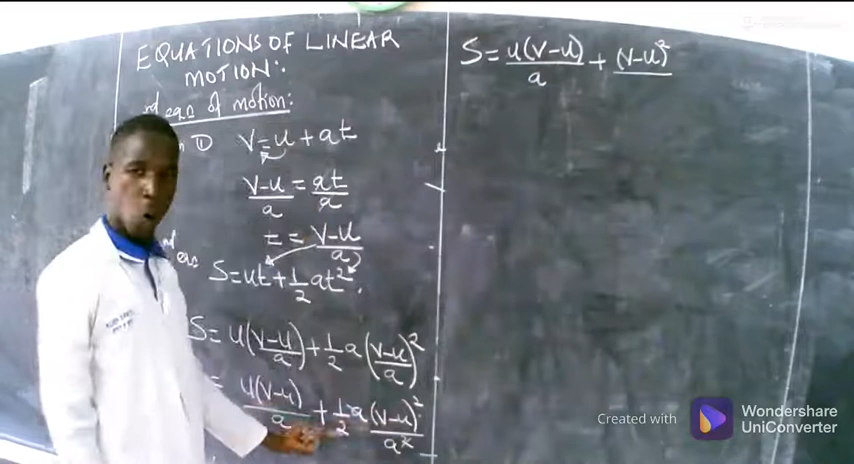 EQUATIONS OF LINEAR
MOTION:.
eqn of motion:
① V = u + at
V-u/a = at/a
t = V-u/a
S = ut + 1/2 at².
S = u(V-u/a) + 1/2 a (V-u/a)²
= u(V-u)/a + 1/2 a (V-u)²/a²
S = u(V-u)/a + (V-u)²
Created with
Wondershare
UniConverter